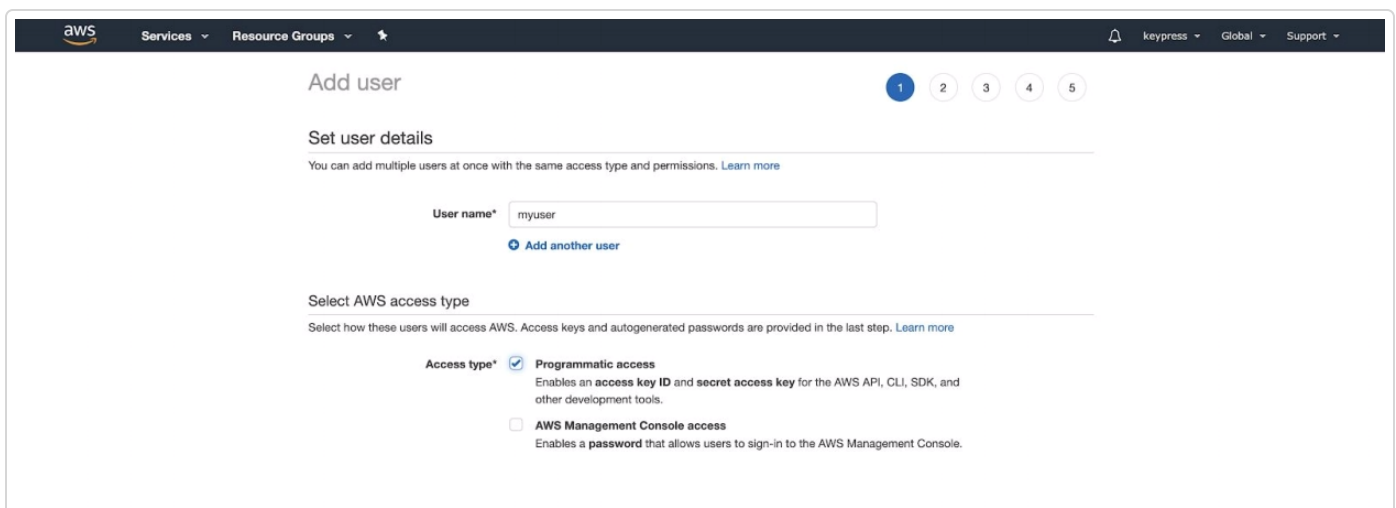 aws Services Resource Groups keypress Global Support
Add user 1 2 3 4 5
Set user details
You can add multiple users at once with the same access type and permissions. Learn more
User name* myuser
Add another user
Select AWS access type
Select how these users will access AWS. Access keys and autogenerated passwords are provided in the last step. Learn more
Access type* Programmatic access
Enables an access key ID and secret access key for the AWS API, CLI, SDK, and
other development tools.
AWS Management Console access
Enables a password that allows users to sign-in to the AWS Management Console.